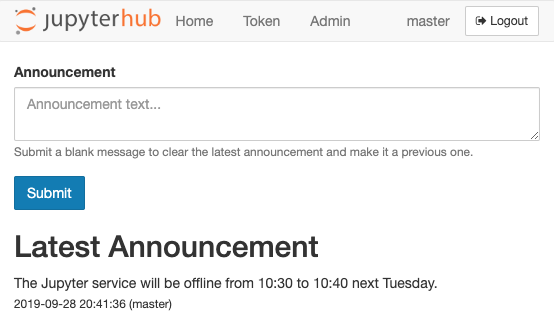 jupyterhub Home Token Admin master Logout
Announcement
Announcement text...
Submit a blank message to clear the latest announcement and make it a previous one.
Submit
Latest Announcement
The Jupyter service will be offline from 10:30 to 10:40 next Tuesday.
2019-09-28 20:41:36 (master)